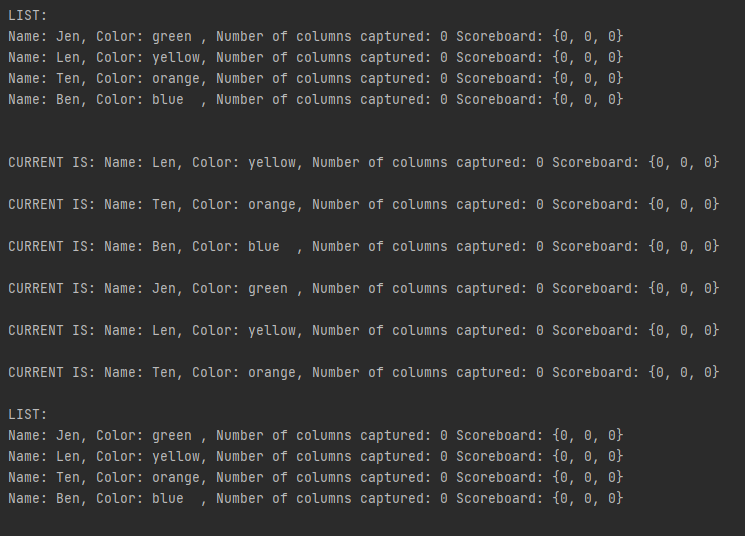 LIST:
Name: Jen, Color: green , Number of columns captured: 0 Scoreboard: {0, 0, 0}
Name: Len, Color: yellow, Number of columns captured: 0 Scoreboard: {0, 0, 0}
Name: Ten, Color: orange, Number of columns captured: 0 Scoreboard: {0, 0, 0}
Name: Ben, Color: blue  , Number of columns captured: 0 Scoreboard: {0, 0, 0}
CURRENT IS: Name: Len, Color: yellow, Number of columns captured: 0 Scoreboard: {0, 0, 0}
CURRENT IS: Name: Ten, Color: orange, Number of columns captured: 0 Scoreboard: {0, 0, 0}
CURRENT IS: Name: Ben, Color: blue  , Number of columns captured: 0 Scoreboard: {0, 0, 0}
CURRENT IS: Name: Jen, Color: green , Number of columns captured: 0 Scoreboard: {0, 0, 0}
CURRENT IS: Name: Len, Color: yellow, Number of columns captured: 0 Scoreboard: {0, 0, 0}
CURRENT IS: Name: Ten, Color: orange, Number of columns captured: 0 Scoreboard: {0, 0, 0}
LIST:
Name: Jen, Color: green , Number of columns captured: 0 Scoreboard: {0, 0, 0}
Name: Len, Color: yellow, Number of columns captured: 0 Scoreboard: {0, 0, 0}
Name: Ten, Color: orange, Number of columns captured: 0 Scoreboard: {0, 0, 0}
Name: Ben, Color: blue  , Number of columns captured: 0 Scoreboard: {0, 0, 0}